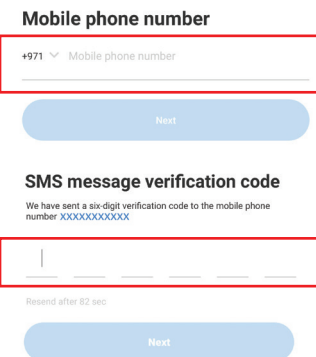 Mobile phone number
+971 Mobile phone number
Next
SMS message verification code
We have sent a six-digit verification code to the mobile phone
number XXXXXXXXXXX
Resend after 82 sec
Next